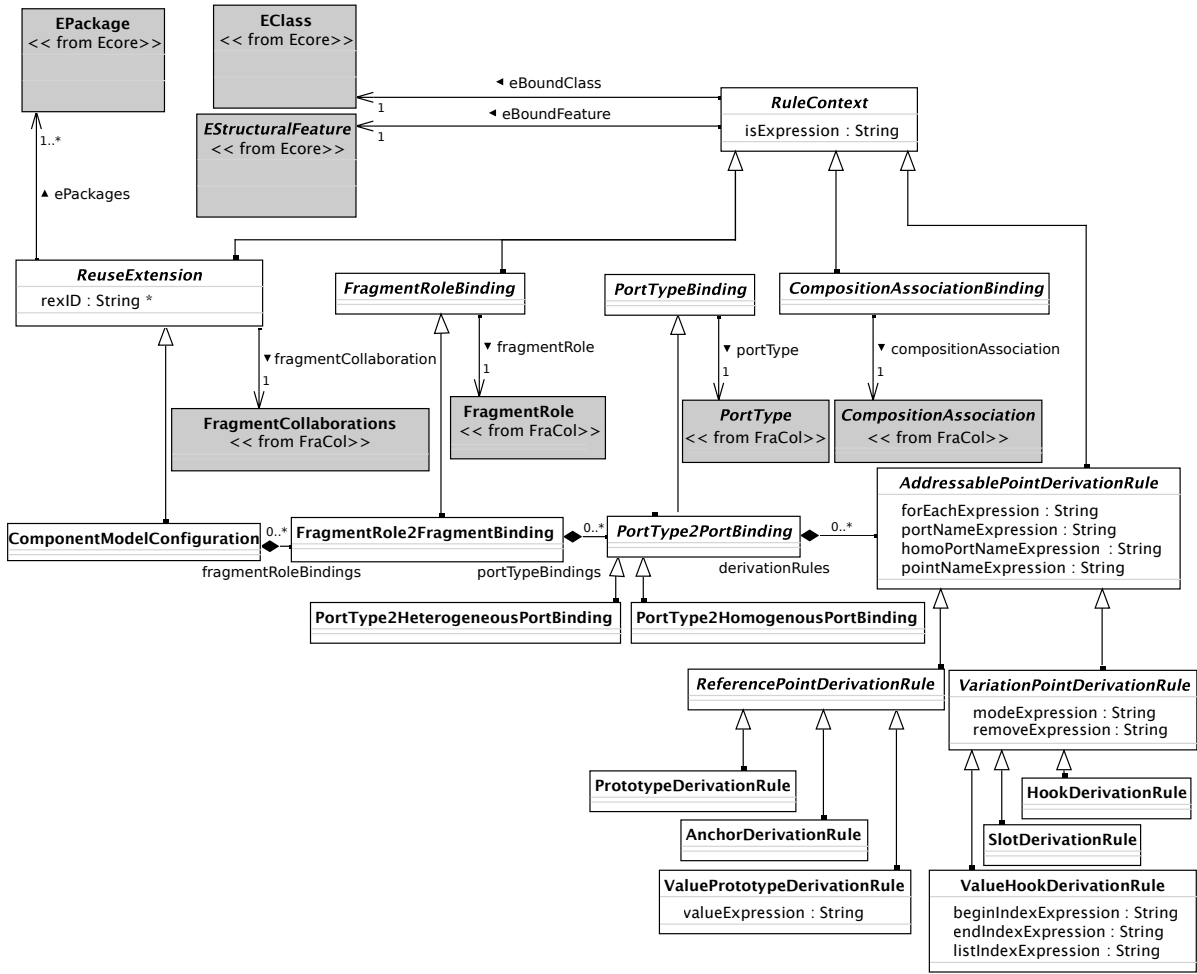 EPackage
<< from Ecore>>
EClass
<< from Ecore>>
◄ eBoundClass
1
RuleContext
isExpression : String
◄ eBoundFeature
1
EStructuralFeature
<< from Ecore>>
1..*
▲ ePackages
ReuseExtension
rexID : String *
FragmentRoleBinding
PortTypeBinding
CompositionAssociationBinding
▼ fragmentCollaboration
1
▼ fragmentRole
1
▼ portType
1
▼ compositionAssociation
1
FragmentCollaborations
<< from FraCol>>
FragmentRole
<< from FraCol>>
PortType
<< from FraCol>>
CompositionAssociation
<< from FraCol>>
AddressablePointDerivationRule
forEachExpression : String
portNameExpression : String
homoPortNameExpression : String
pointNameExpression : String
ComponentModelConfiguration
0..*
fragmentRoleBindings
FragmentRole2FragmentBinding
0..*
portTypeBindings
PortType2PortBinding
0..*
derivationRules
PortType2HeterogeneousPortBinding
PortType2HomogenousPortBinding
ReferencePointDerivationRule
VariationPointDerivationRule
modeExpression : String
removeExpression : String
PrototypeDerivationRule
HookDerivationRule
AnchorDerivationRule
SlotDerivationRule
ValuePrototypeDerivationRule
valueExpression : String
ValueHookDerivationRule
beginIndexExpression : String
endIndexExpression : String
listIndexExpression : String